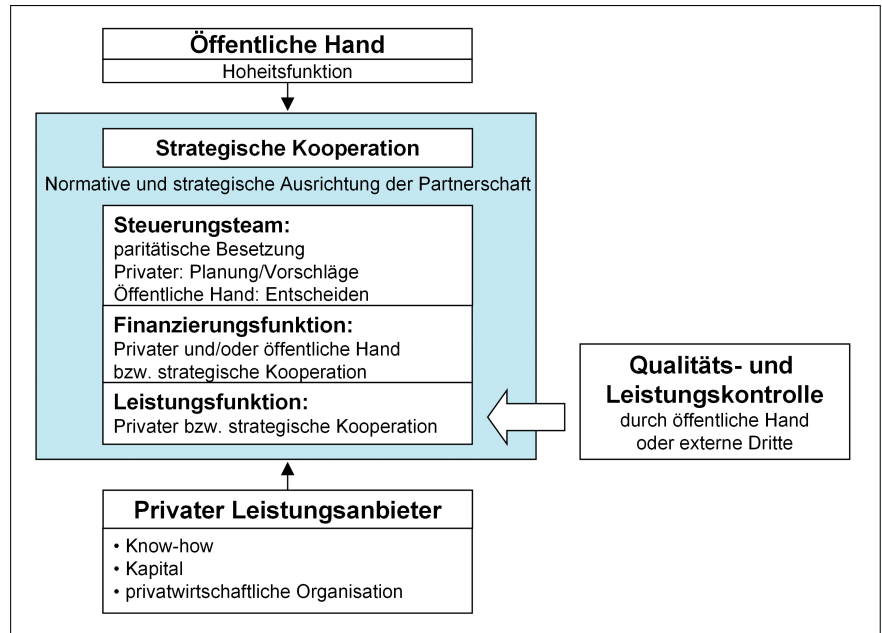 Öffentliche Hand
Hoheitsfunktion
Strategische Kooperation
Normative und strategische Ausrichtung der Partnerschaft
Steuerungsteam:
paritätische Besetzung
Privater: Planung/Vorschläge
Öffentliche Hand: Entscheiden
Finanzierungsfunktion:
Privater und/oder öffentliche Hand
bzw. strategische Kooperation
Leistungsfunktion:
Privater bzw. strategische Kooperation
Qualitäts- und
Leistungskontrolle
durch öffentliche Hand
oder externe Dritte
Privater Leistungsanbieter
• Know-how
• Kapital
• privatwirtschaftliche Organisation